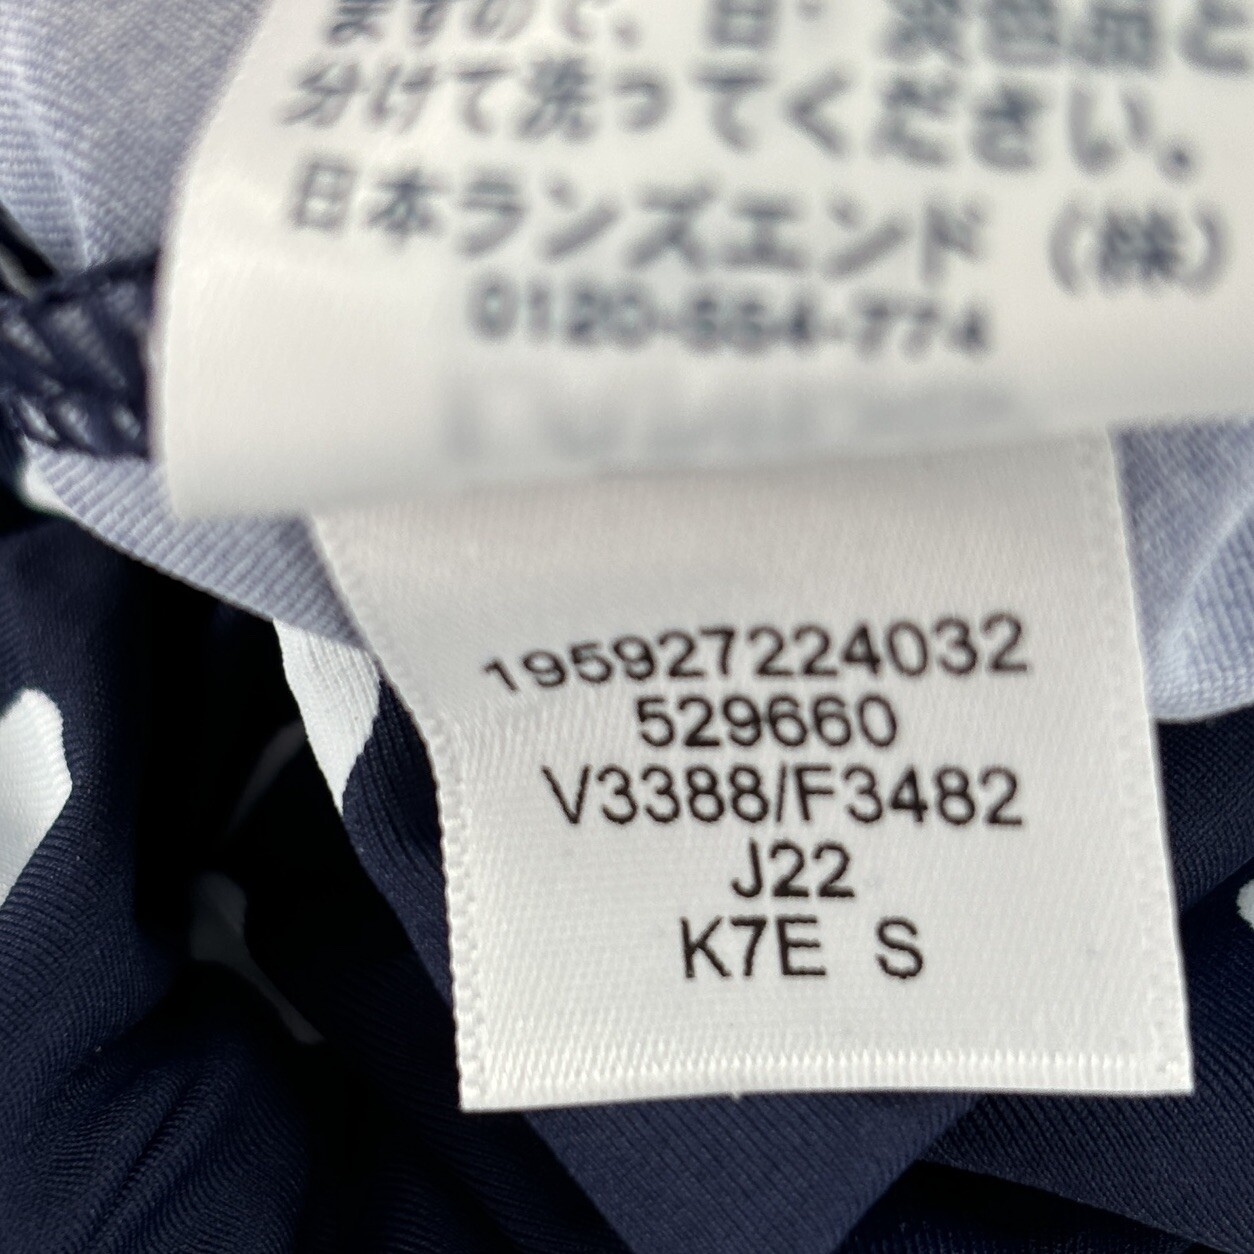 ますので、白・淡色品と
分けて洗ってください。
日本ランズエンド（株）
0120-554-774
195927224032
529660
V3388/F3482
J22
K7E S